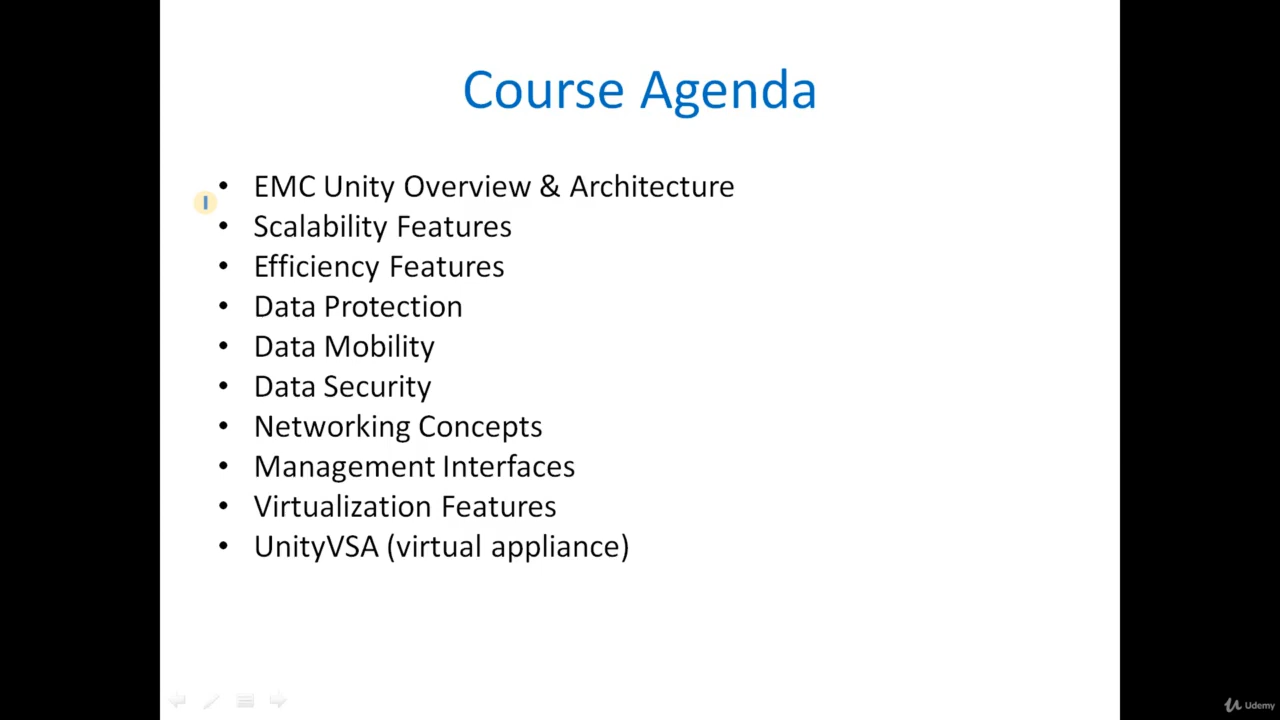 Course Agenda
• EMC Unity Overview & Architecture
• Scalability Features
• Efficiency Features
• Data Protection
• Data Mobility
• Data Security
• Networking Concepts
• Management Interfaces
• Virtualization Features
• UnityVSA (virtual appliance)
Udemy